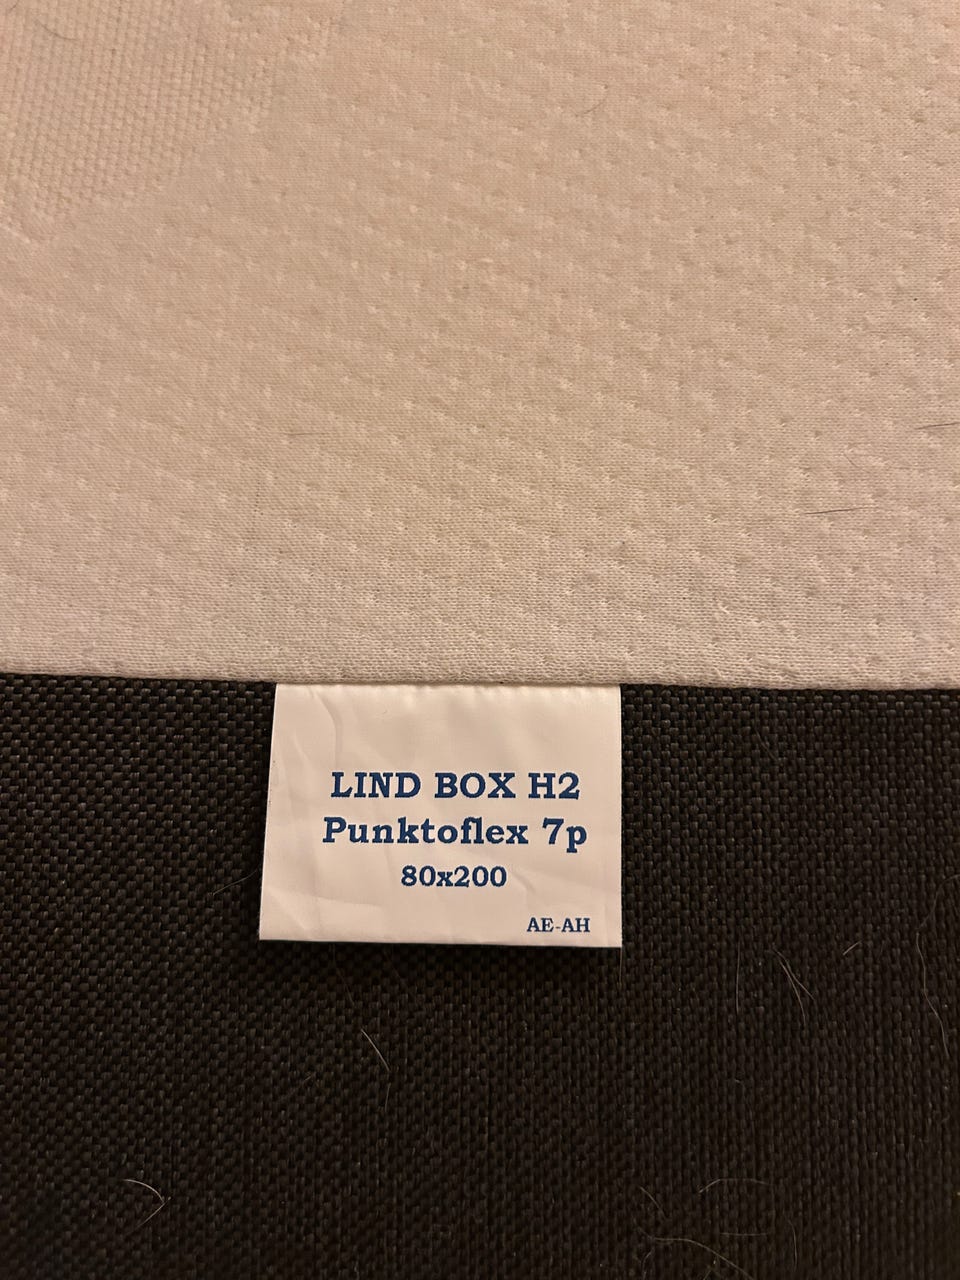 LIND BOX H2
Punktoflex 7p
80x200
AE-AH